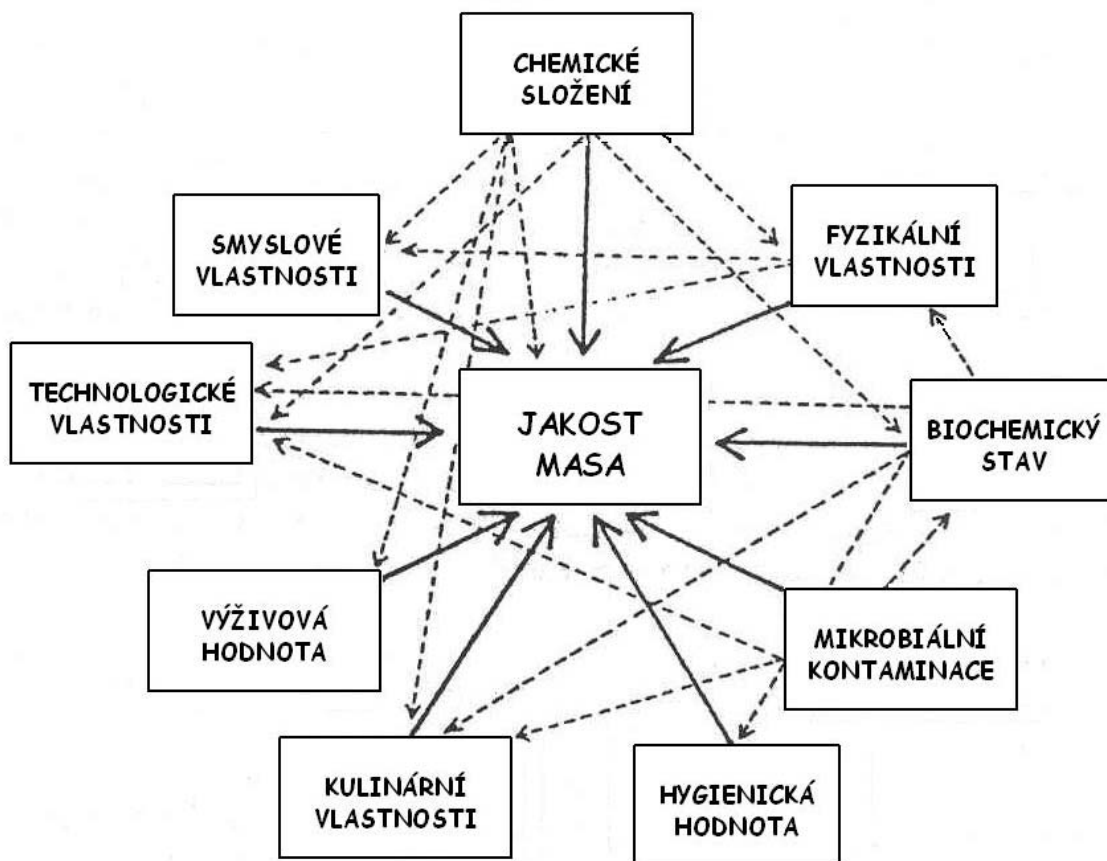 CHEMICKÉ
SLOŽENÍ
SMYSLOVÉ
VLASTNOSTI
FYZIKÁLNÍ
VLASTNOSTI
TECHNOLOGICKÉ
VLASTNOSTI
JAKOST
MASA
BIOCHEMICKÝ
STAV
VÝŽIVOVÁ
HODNOTA
MIKROBIÁLNÍ
KONTAMINACE
KULINÁRNÍ
VLASTNOSTI
HYGIENICKÁ
HODNOTA